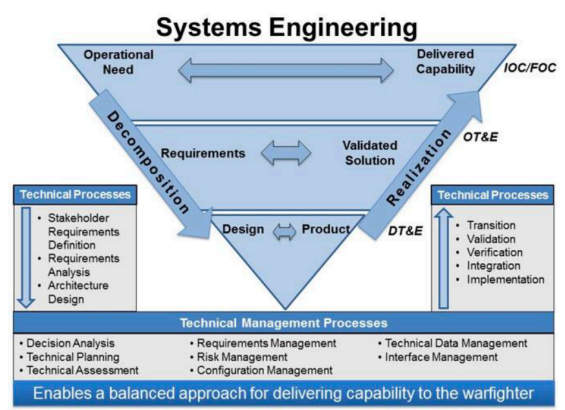 Systems Engineering
Operational
Need
Delivered
Capability
IOC/FOC
Decomposition
Realization
Requirements
Validated
Solution
OT&E
Design
Product
DT&E
Technical Processes
• Stakeholder
Requirements
Definition
• Requirements
Analysis
• Architecture
Design
Technical Processes
• Transition
• Validation
• Verification
• Integration
• Implementation
Technical Management Processes
• Decision Analysis
• Technical Planning
• Technical Assessment
• Requirements Management
• Risk Management
• Configuration Management
• Technical Data Management
• Interface Management
Enables a balanced approach for delivering capability to the warfighter